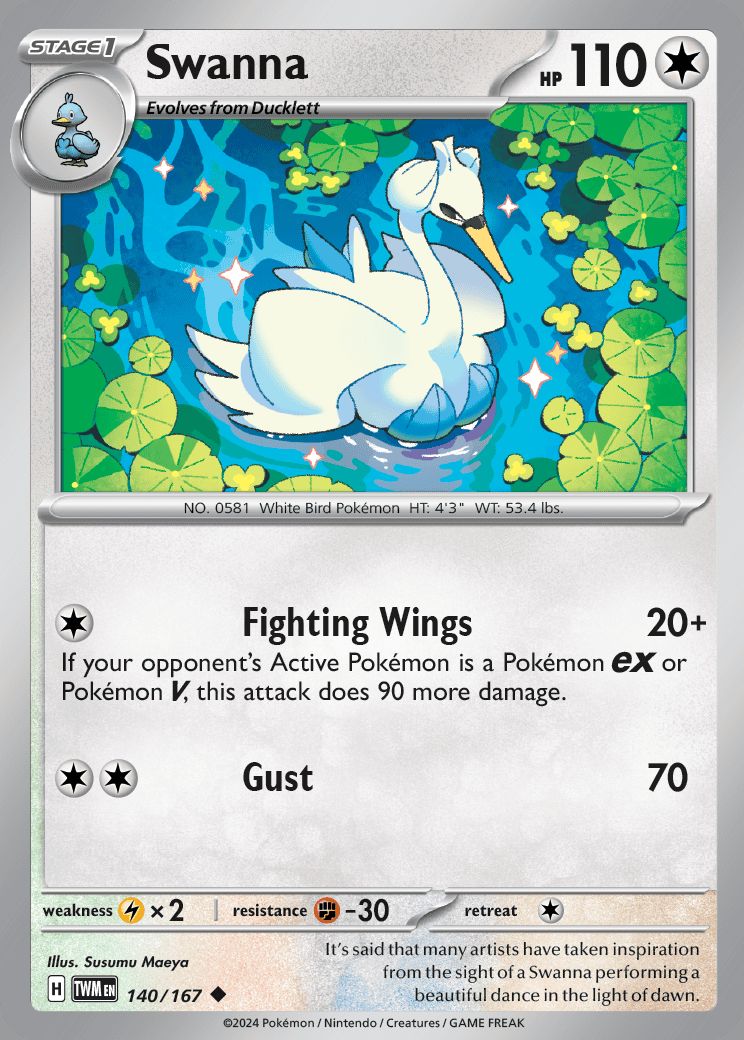 STAGE 1
Swanna
HP 110
Evolves from Ducklett
NO. 0581 White Bird Pokémon HT: 4'3" WT: 53.4 lbs.
Fighting Wings 20+
If your opponent's Active Pokémon is a Pokémon ex or
Pokémon V, this attack does 90 more damage.
Gust 70
weakness ×2 resistance -30 retreat
Illus. Susumu Maeya
It's said that many artists have taken inspiration
from the sight of a Swanna performing a
beautiful dance in the light of dawn.
H TWM EN 140/167
©2024 Pokémon / Nintendo / Creatures / GAME FREAK